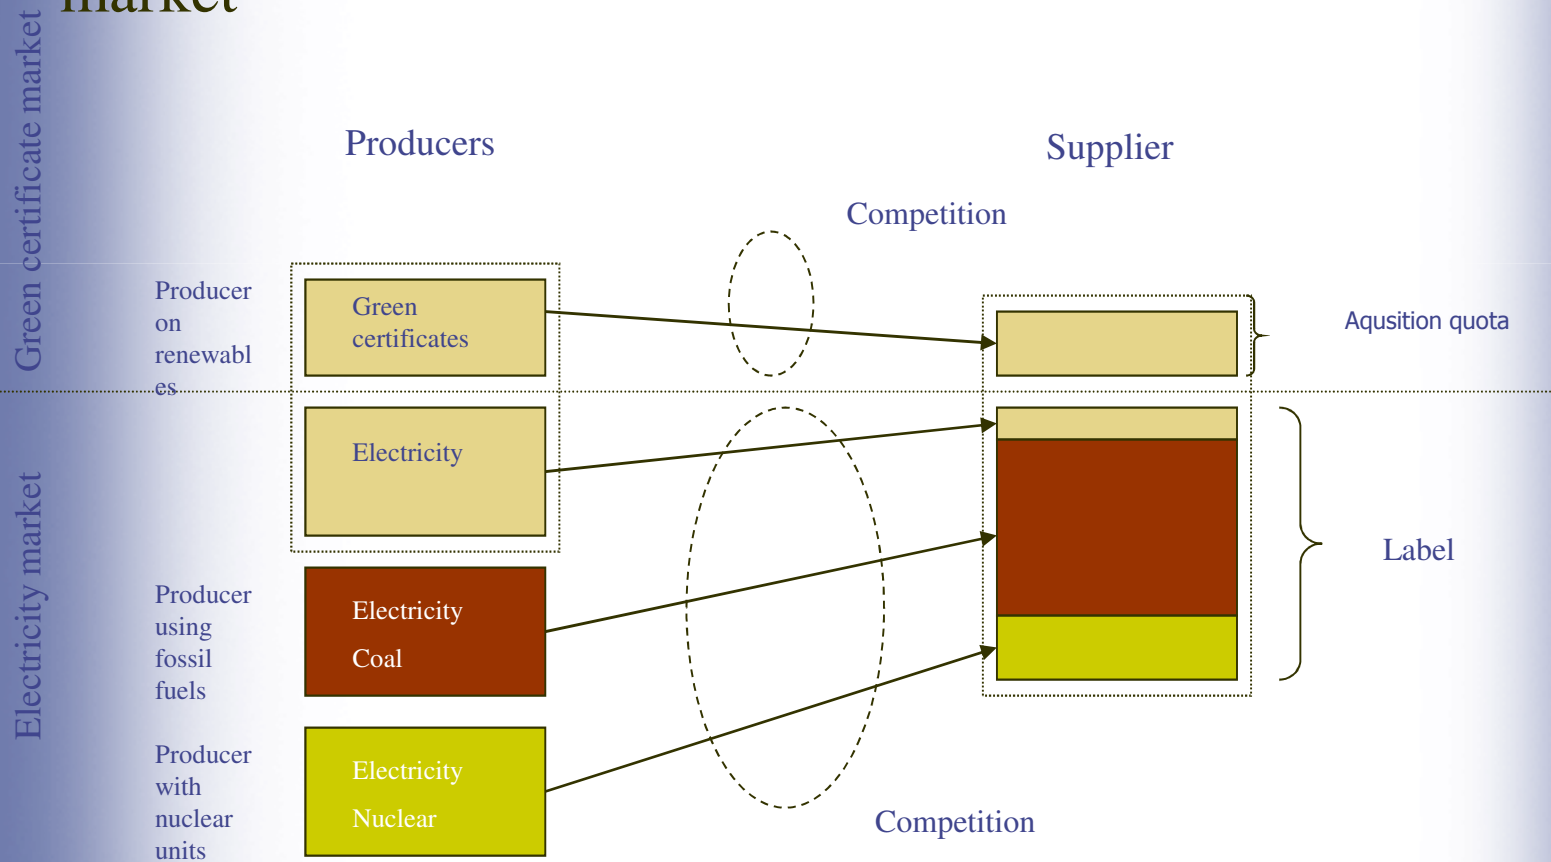 market
Green certificate market
Producers
Supplier
Competition
Producer
on
renewabl
es
Green
certificates
Aqusition quota
Electricity market
Electricity
Label
Producer
using
fossil
fuels
Electricity
Coal
Producer
with
nuclear
units
Electricity
Nuclear
Competition